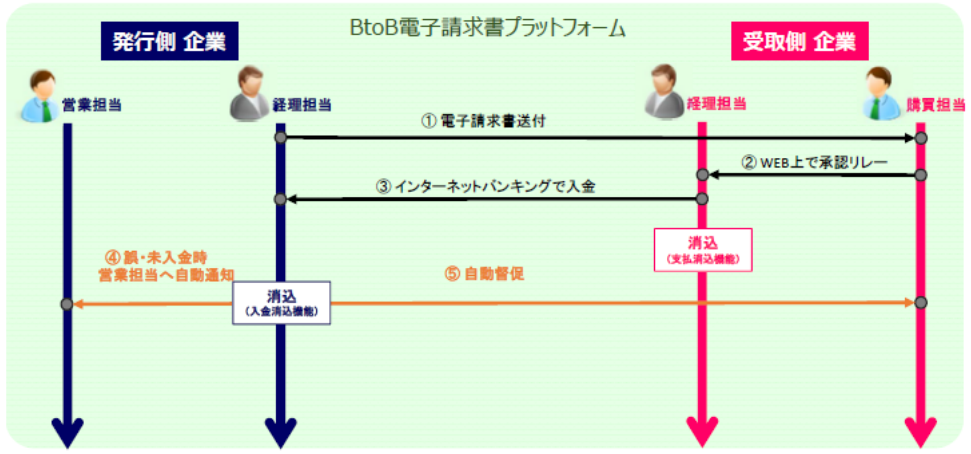 BtoB電子請求書プラットフォーム
発行側 企業
受取側 企業
営業担当
経理担当
経理担当
購買担当
① 電子請求書送付
② WEB上で承認リレー
③ インターネットバンキングで入金
消込
(支払消込機能)
④ 誤・未入金時
営業担当へ自動通知
⑤ 自動督促
消込
(入金消込機能)